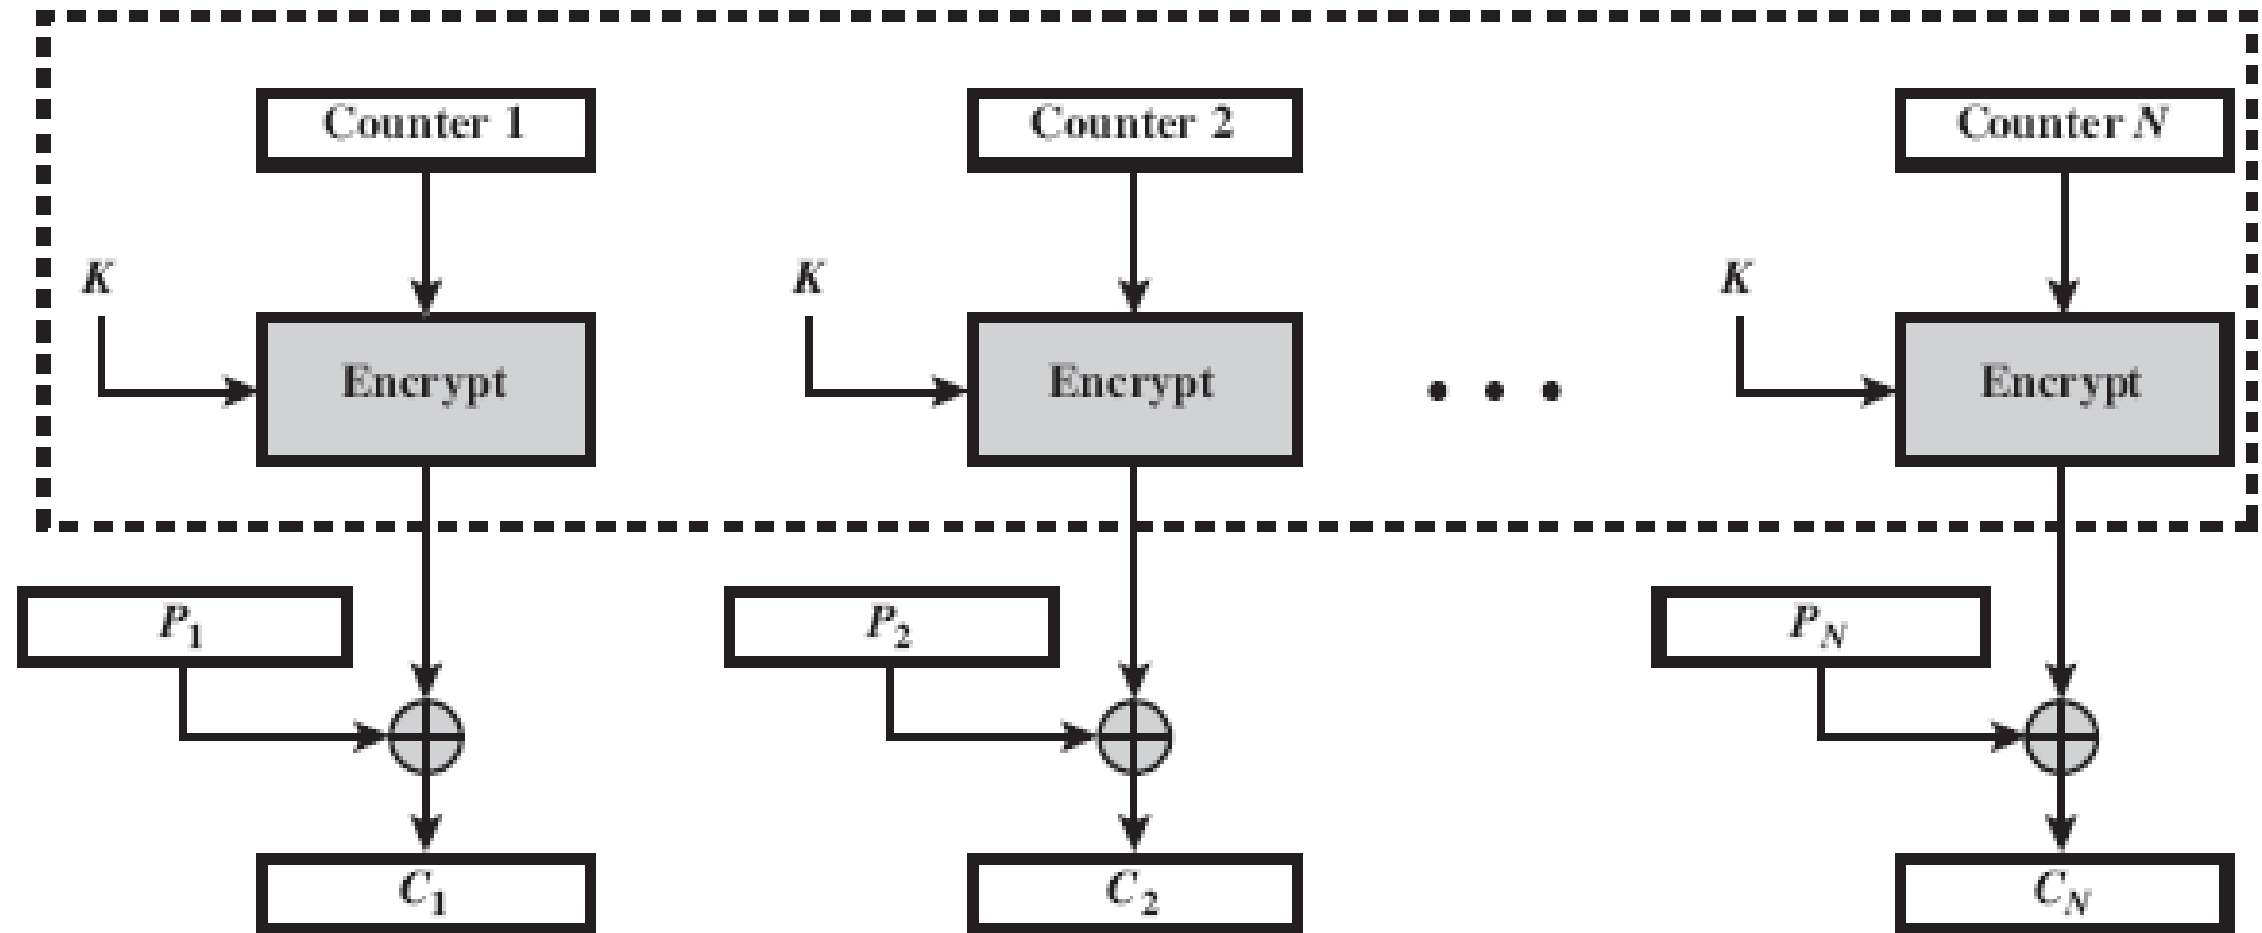 Counter 1 Counter 2 Counter N
K K K
Encrypt Encrypt • • • Encrypt
P1 P2 PN
C1 C2 CN